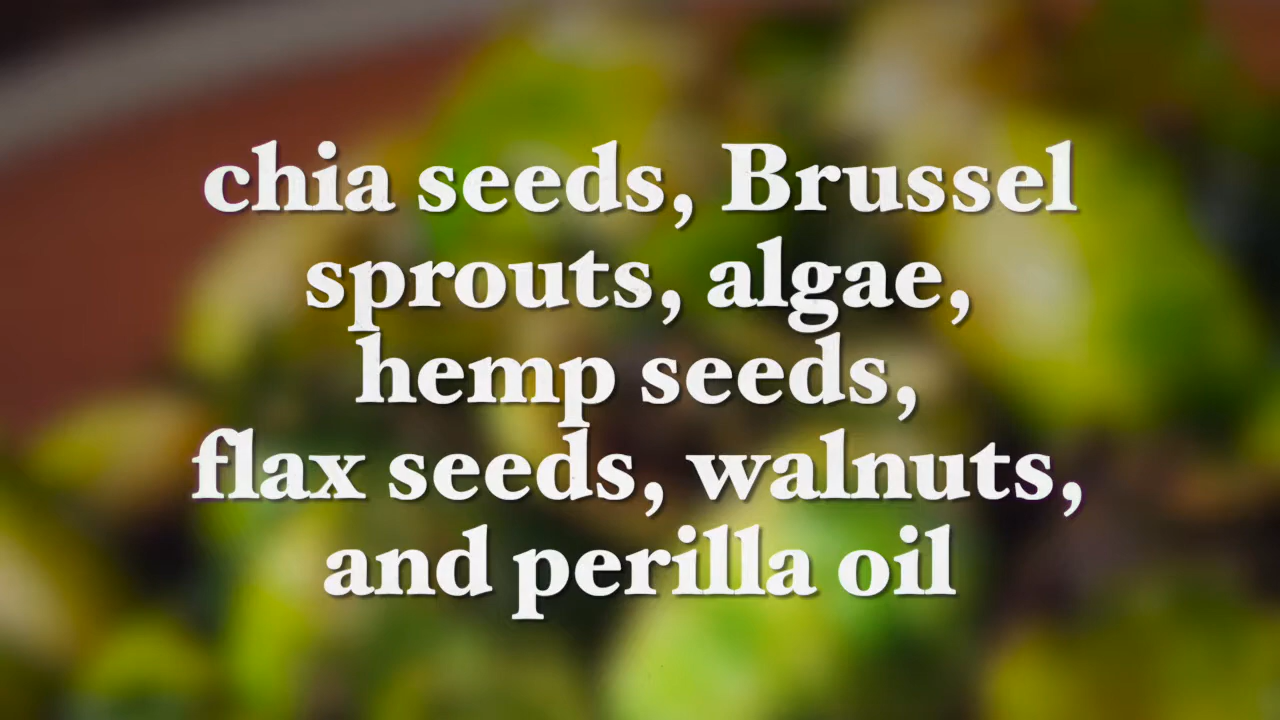 chia seeds, Brussel
sprouts, algae,
hemp seeds,
flax seeds, walnuts,
and perilla oil